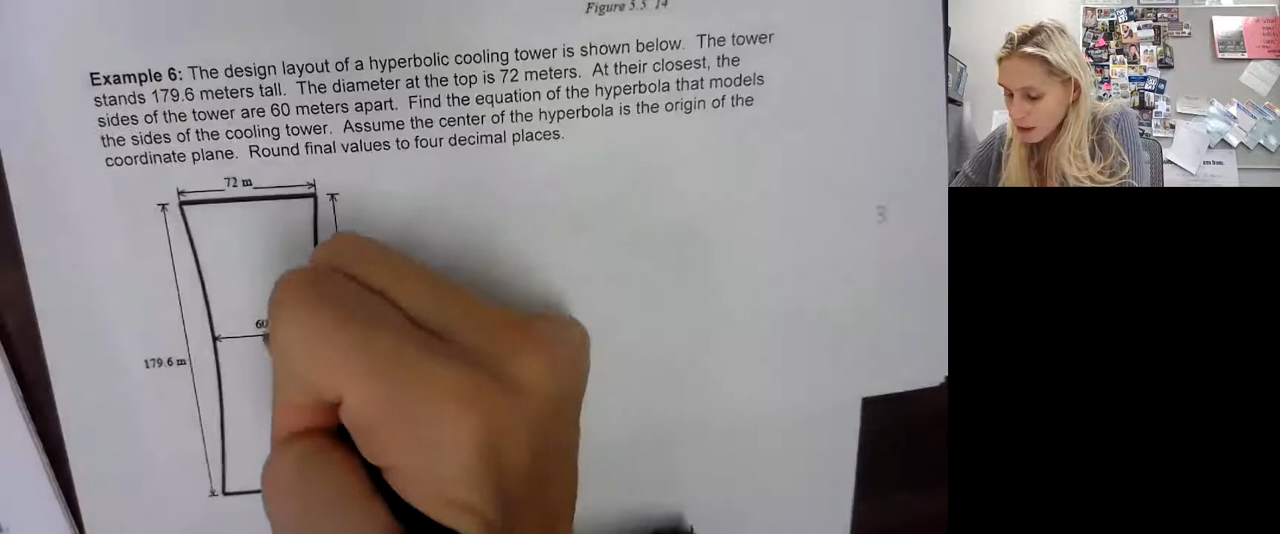 Figure 5.5.14
Example 6: The design layout of a hyperbolic cooling tower is shown below. The tower
stands 179.6 meters tall. The diameter at the top is 72 meters. At their closest, the
sides of the tower are 60 meters apart. Find the equation of the hyperbola that models
the sides of the cooling tower. Assume the center of the hyperbola is the origin of the
coordinate plane. Round final values to four decimal places.
72 m
60
179.6 m
3